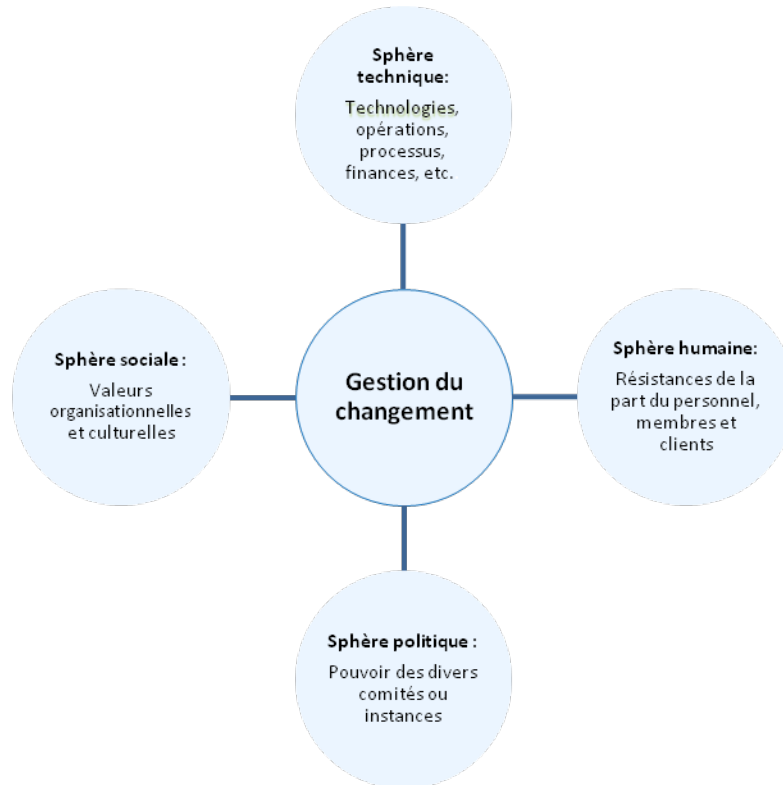 Sphère
technique:
Technologies,
opérations,
processus,
finances, etc.
Sphère sociale :
Valeurs
organisationnelles
et culturelles
Gestion du
changement
Sphère humaine:
Résistances de la
part du personnel,
membres et
clients
Sphère politique :
Pouvoir des divers
comités ou
instances